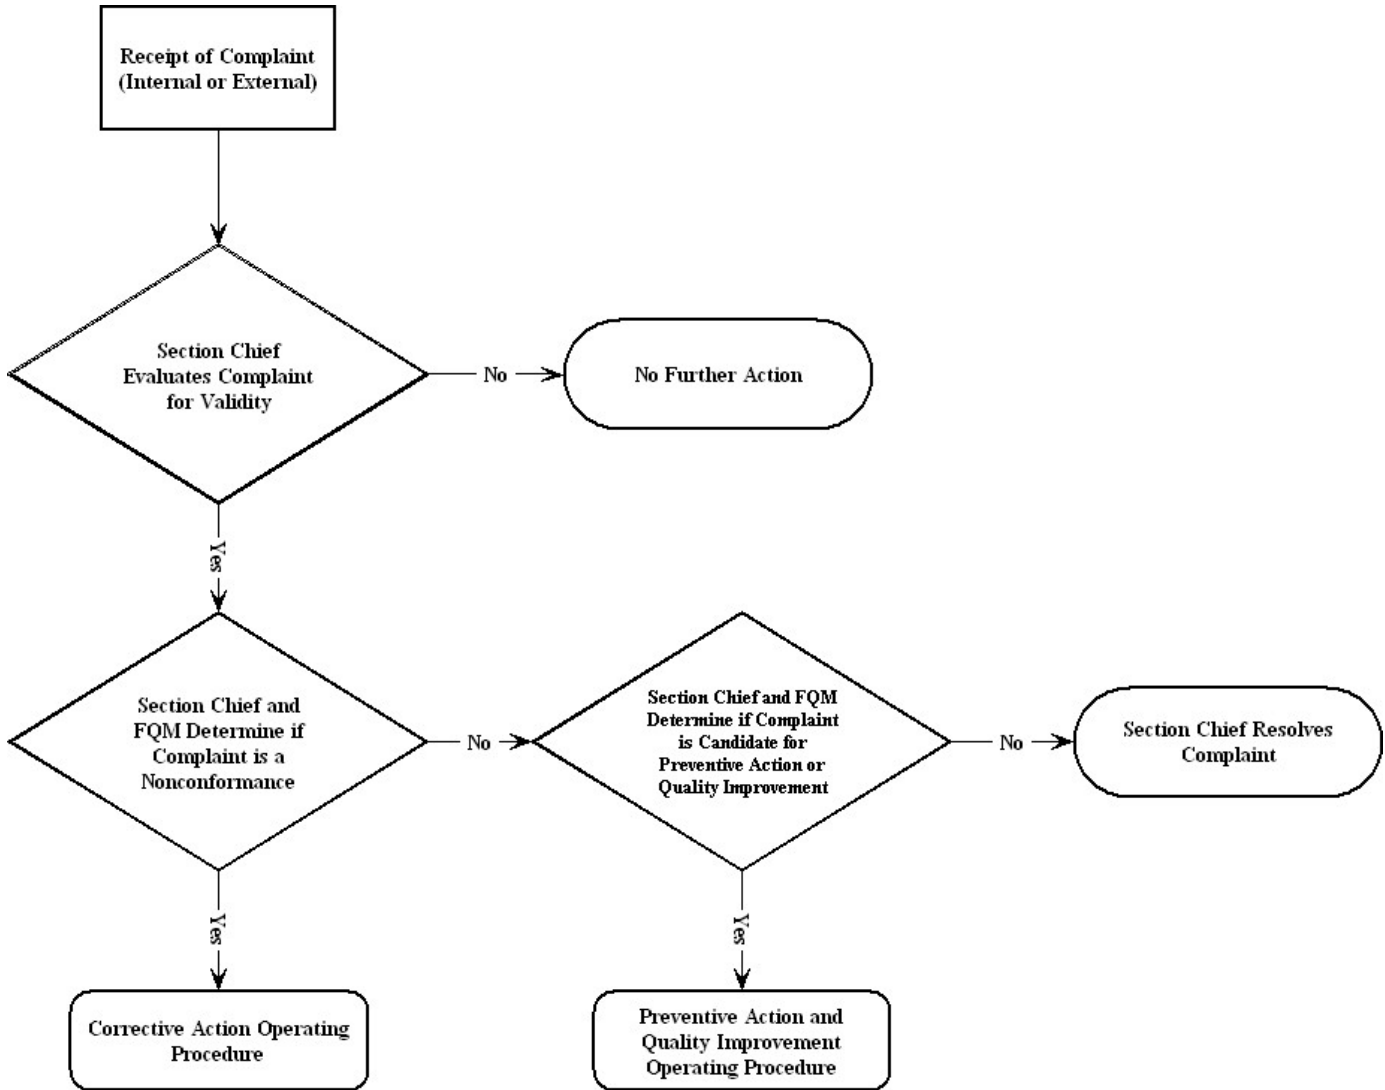 Receipt of Complaint
(Internal or External)
Section Chief
Evaluates Complaint
for Validity
No
No Further Action
Yes
Section Chief and
FQM Determine if
Complaint is a
Nonconformance
No
Section Chief and FQM
Determine if Complaint
is Candidate for
Preventive Action or
Quality Improvement
No
Section Chief Resolves
Complaint
Yes
Yes
Corrective Action Operating
Procedure
Preventive Action and
Quality Improvement
Operating Procedure